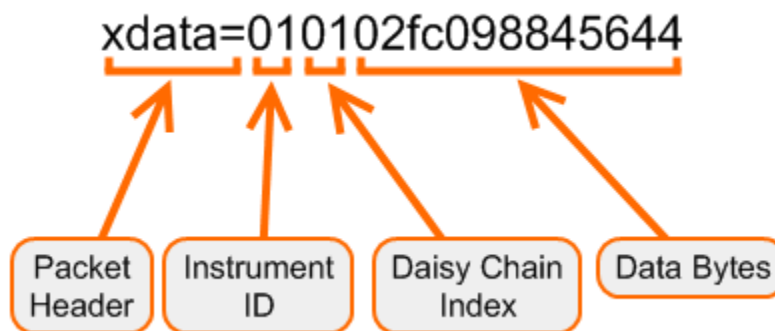 xdata=010102fc098845644
Packet
Header
Instrument
ID
Daisy Chain
Index
Data Bytes